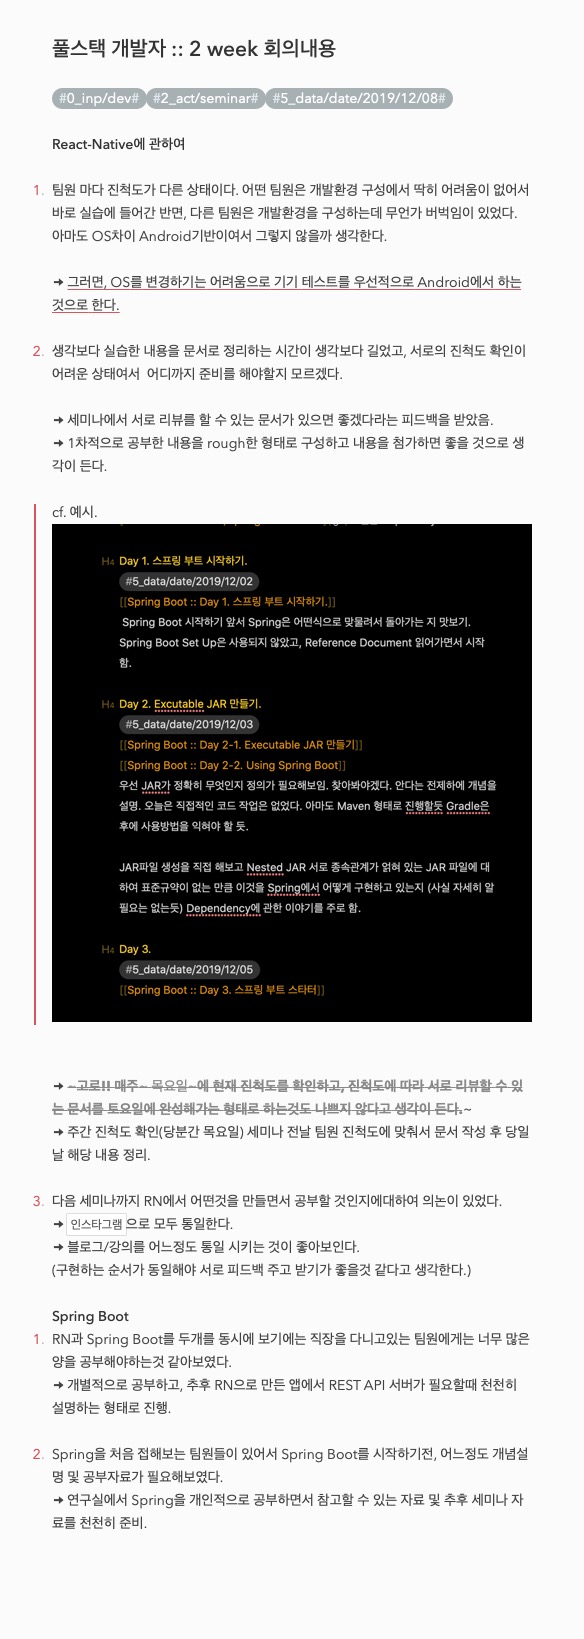 풀스택 개발자 :: 2 week 회의내용
#0_inp/dev# #2_act/seminar# #5_data/date/2019/12/08#
React-Native에 관하여
1. 팀원 마다 진척도가 다른 상태이다. 어떤 팀원은 개발환경 구성에서 딱히 어려움이 없어서
바로 실습에 들어간 반면, 다른 팀원은 개발환경을 구성하는데 무언가 버벅임이 있었다.
아마도 OS차이 Android기반이여서 그렇지 않을까 생각한다.
➜ 그러면, OS를 변경하기는 어려움으로 기기 테스트를 우선적으로 Android에서 하는
것으로 한다.
2. 생각보다 실습한 내용을 문서로 정리하는 시간이 생각보다 길었고, 서로의 진척도 확인이
어려운 상태여서 어디까지 준비를 해야할지 모르겠다.
➜ 세미나에서 서로 리뷰를 할 수 있는 문서가 있으면 좋겠다라는 피드백을 받았음.
➜ 1차적으로 공부한 내용을 rough한 형태로 구성하고 내용을 첨가하면 좋을 것으로 생
각이 든다.
cf. 예시.
H4 Day 1. 스프링 부트 시작하기.
#5_data/date/2019/12/02
[[Spring Boot :: Day 1. 스프링 부트 시작하기.]]
Spring Boot 시작하기 앞서 Spring은 어떤식으로 맞물려서 돌아가는 지 맛보기.
Spring Boot Set Up은 사용되지 않았고, Reference Document 읽어가면서 시작
함.
H4 Day 2. Excutable JAR 만들기.
#5_data/date/2019/12/03
[[Spring Boot :: Day 2-1. Executable JAR 만들기]]
[[Spring Boot :: Day 2-2. Using Spring Boot]]
우선 JAR가 정확히 무엇인지 정의가 필요해보임. 찾아봐야겠다. 안다는 전제하에 개념을
설명. 오늘은 직접적인 코드 작업은 없었다. 아마도 Maven 형태로 진행할듯 Gradle은
후에 사용방법을 익혀야 할 듯.
JAR파일 생성을 직접 해보고 Nested JAR 서로 종속관계가 얽혀 있는 JAR 파일에 대
하여 표준규약이 없는 만큼 이것을 Spring에서 어떻게 구현하고 있는지 (사실 자세히 알
필요는 없는듯) Dependency에 관한 이야기를 주로 함.
H4 Day 3.
#5_data/date/2019/12/05
[[Spring Boot :: Day 3. 스프링 부트 스타터]]
➜ ~고로!! 매주~ 목요일~에 현재 진척도를 확인하고, 진척도에 따라 서로 리뷰할 수 있
는 문서를 토요일에 완성해가는 형태로 하는것도 나쁘지 않다고 생각이 든다.~
➜ 주간 진척도 확인(당분간 목요일) 세미나 전날 팀원 진척도에 맞춰서 문서 작성 후 당일
날 해당 내용 정리.
3. 다음 세미나까지 RN에서 어떤것을 만들면서 공부할 것인지에대하여 의논이 있었다.
➜ 인스타그램 으로 모두 통일한다.
➜ 블로그/강의를 어느정도 통일 시키는 것이 좋아보인다.
(구현하는 순서가 동일해야 서로 피드백 주고 받기가 좋을것 같다고 생각한다.)
Spring Boot
1. RN과 Spring Boot를 두개를 동시에 보기에는 직장을 다니고있는 팀원에게는 너무 많은
양을 공부해야하는것 같아보였다.
➜ 개별적으로 공부하고, 추후 RN으로 만든 앱에서 REST API 서버가 필요할때 천천히
설명하는 형태로 진행.
2. Spring을 처음 접해보는 팀원들이 있어서 Spring Boot를 시작하기전, 어느정도 개념설
명 및 공부자료가 필요해보였다.
➜ 연구실에서 Spring을 개인적으로 공부하면서 참고할 수 있는 자료 및 추후 세미나 자
료를 천천히 준비.